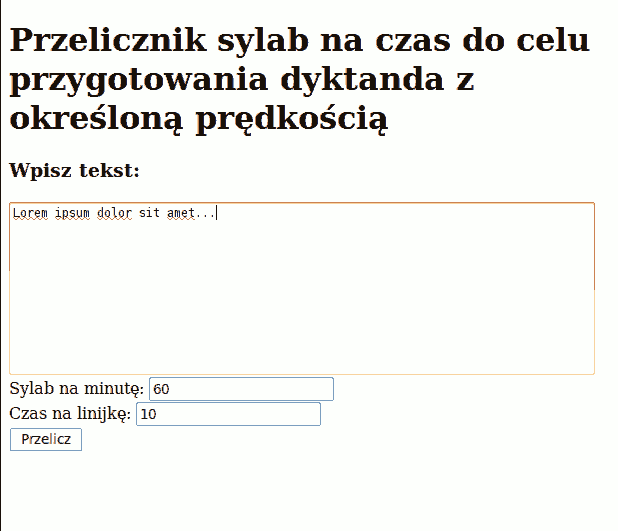 Przelicznik sylab na czas do celu
przygotowania dyktanda z
określoną prędkością
Wpisz tekst:
Lorem ipsum dolor sit amet...
Sylab na minutę: 60
Czas na linijkę: 10
Przelicz